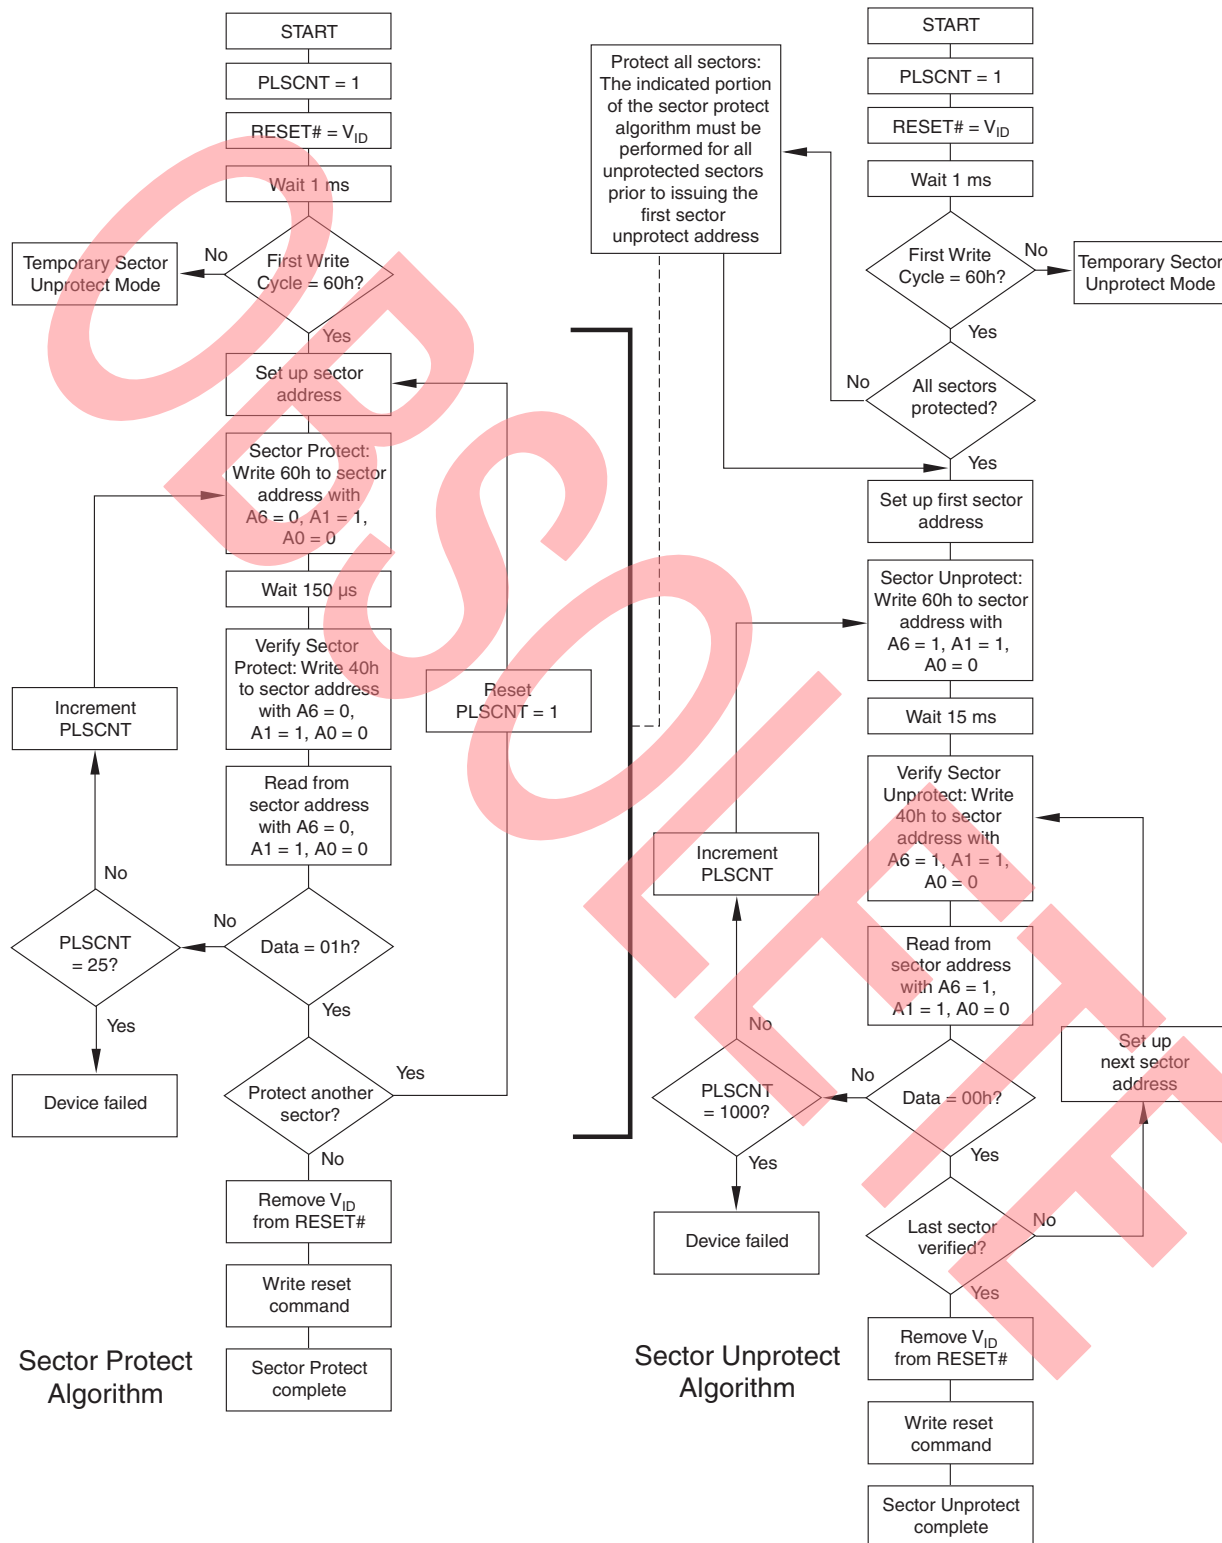 START
PLSCNT = 1
RESET# = VID
Wait 1 ms
First Write
Cycle = 60h?
No
Temporary Sector
Unprotect Mode
Yes
Set up sector
address
Sector Protect:
Write 60h to sector
address with
A6 = 0, A1 = 1,
A0 = 0
Wait 150 µs
Verify Sector
Protect: Write 40h
to sector address
with A6 = 0,
A1 = 1, A0 = 0
Reset
PLSCNT = 1
Increment
PLSCNT
Read from
sector address
with A6 = 0,
A1 = 1, A0 = 0
No
PLSCNT
= 25?
No
Data = 01h?
Yes
Yes
Device failed
Protect another
sector?
Yes
No
Remove VID
from RESET#
Write reset
command
Sector Protect
complete
Sector Protect
Algorithm
Protect all sectors:
The indicated portion
of the sector protect
algorithm must be
performed for all
unprotected sectors
prior to issuing the
first sector
unprotect address
START
PLSCNT = 1
RESET# = VID
Wait 1 ms
First Write
Cycle = 60h?
No
Temporary Sector
Unprotect Mode
Yes
No
All sectors
protected?
Yes
Set up first sector
address
Sector Unprotect:
Write 60h to sector
address with
A6 = 1, A1 = 1,
A0 = 0
Wait 15 ms
Verify Sector
Unprotect: Write
40h to sector
address with
A6 = 1, A1 = 1,
A0 = 0
Increment
PLSCNT
Read from
sector address
with A6 = 1,
A1 = 1, A0 = 0
No
Set up
next sector
address
PLSCNT
= 1000?
No
Data = 00h?
Yes
Yes
Device failed
Last sector
verified?
No
Yes
Remove VID
from RESET#
Write reset
command
Sector Unprotect
complete
Sector Unprotect
Algorithm
OBSOLETE